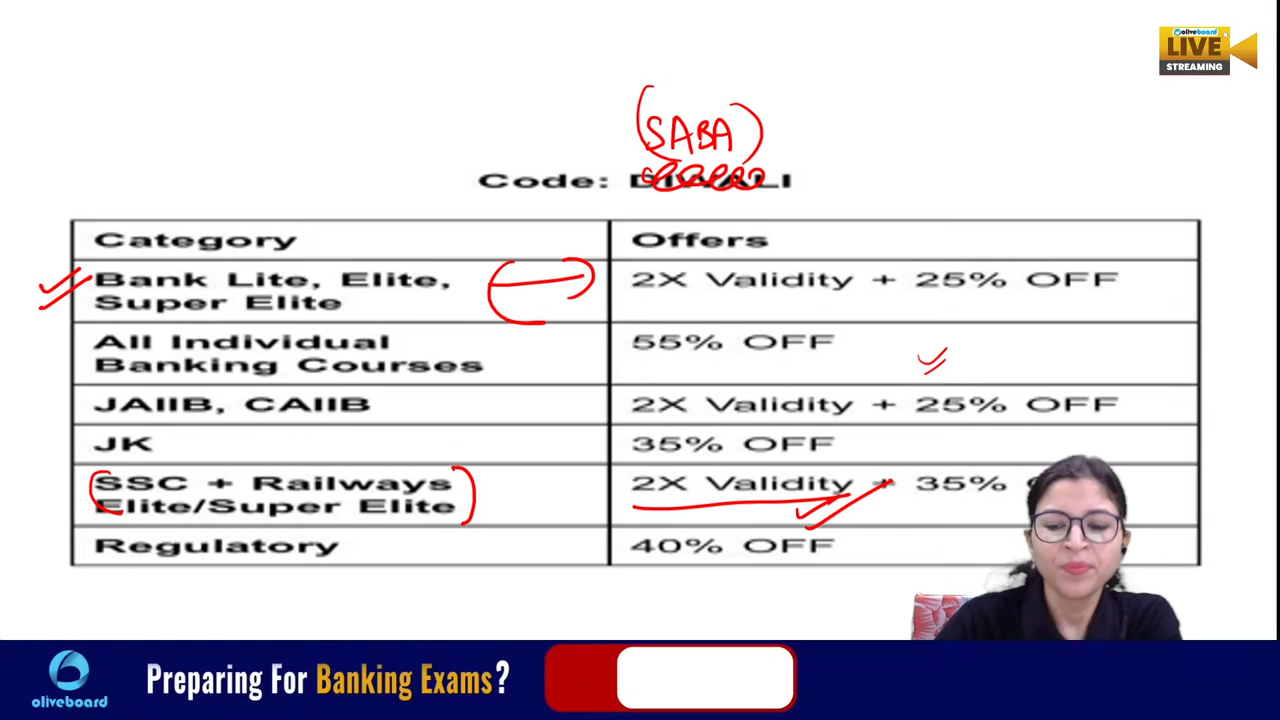 oliveboard
LIVE
STREAMING
(SABA)
Code: DIWALI
Category Offers
Bank Lite, Elite, 2X Validity + 25% OFF
Super Elite
All Individual 55% OFF
Banking Courses
JAIIB, CAIIB 2X Validity + 25% OFF
JK 35% OFF
SSC + Railways 2X Validity + 35%
Elite/Super Elite
Regulatory 40% OFF
oliveboard
Preparing For Banking Exams?